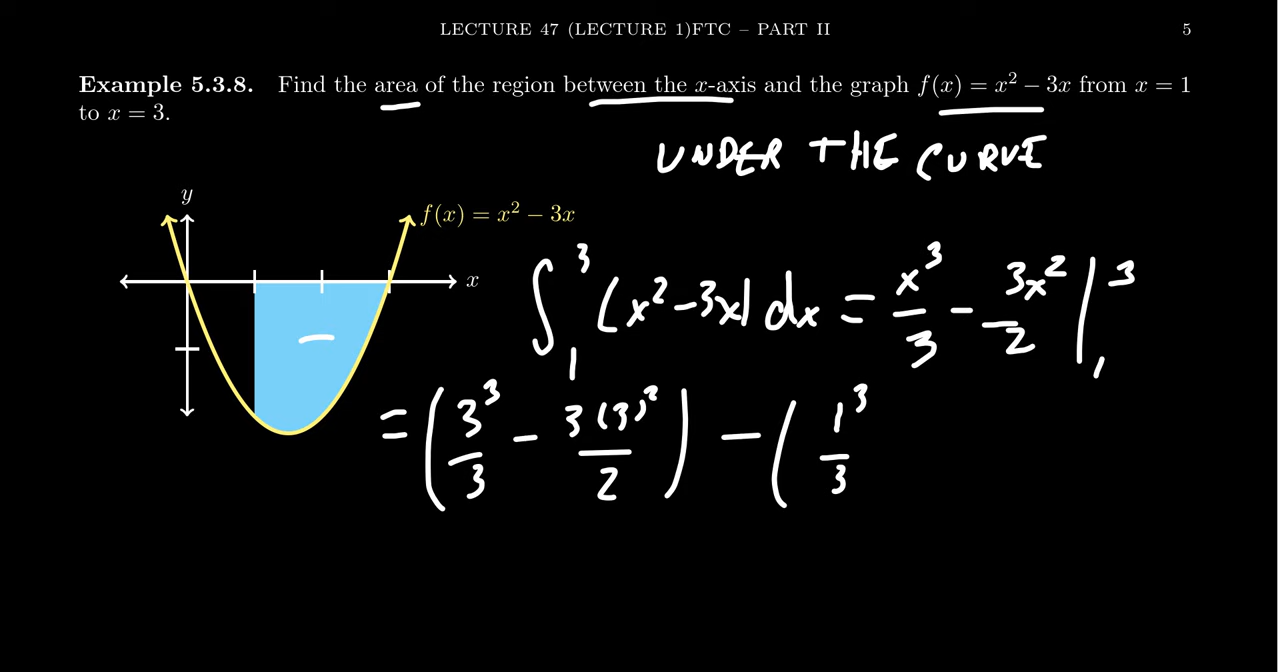 LECTURE 47 (LECTURE 1)FTC – PART II 5
Example 5.3.8. Find the area of the region between the x-axis and the graph f(x) = x² − 3x from x = 1
to x = 3.
UNDER THE CURVE
y
f(x) = x² − 3x
x
∫₁³ (x² − 3x) dx = x³/3 − 3x²/2 |₁³
= (3³/3 − 3(3)²/2) − (1³/3